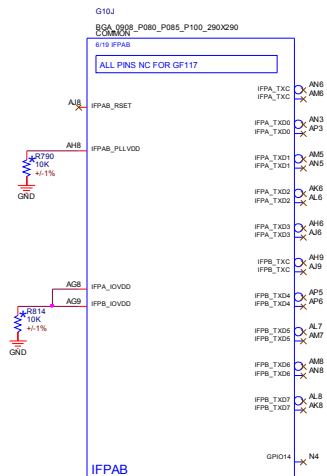 G10J
BGA_0908_P080_P085_P100_290X290
COMMON
6/19 IFPAB
ALL PINS NC FOR GF117
IFPA_TXC AN6
IFPA_TXC AM6
AJ8 IFPAB_RSET
IFPA_TXD0 AN3
IFPA_TXD0 AP3
AH8 IFPAB_PLLVDD
R790
10K
+/-1%
GND
IFPA_TXD1 AM5
IFPA_TXD1 AN5
IFPA_TXD2 AK6
IFPA_TXD2 AL6
IFPA_TXD3 AH6
IFPA_TXD3 AJ6
IFPB_TXC AH9
IFPB_TXC AJ9
AG8 IFPA_IOVDD
AG9 IFPB_IOVDD
R814
10K
+/-1%
GND
IFPB_TXD4 AP5
IFPB_TXD4 AP6
IFPB_TXD5 AL7
IFPB_TXD5 AM7
IFPB_TXD6 AM8
IFPB_TXD6 AN8
IFPB_TXD7 AL8
IFPB_TXD7 AK8
GPIO14 N4
IFPAB